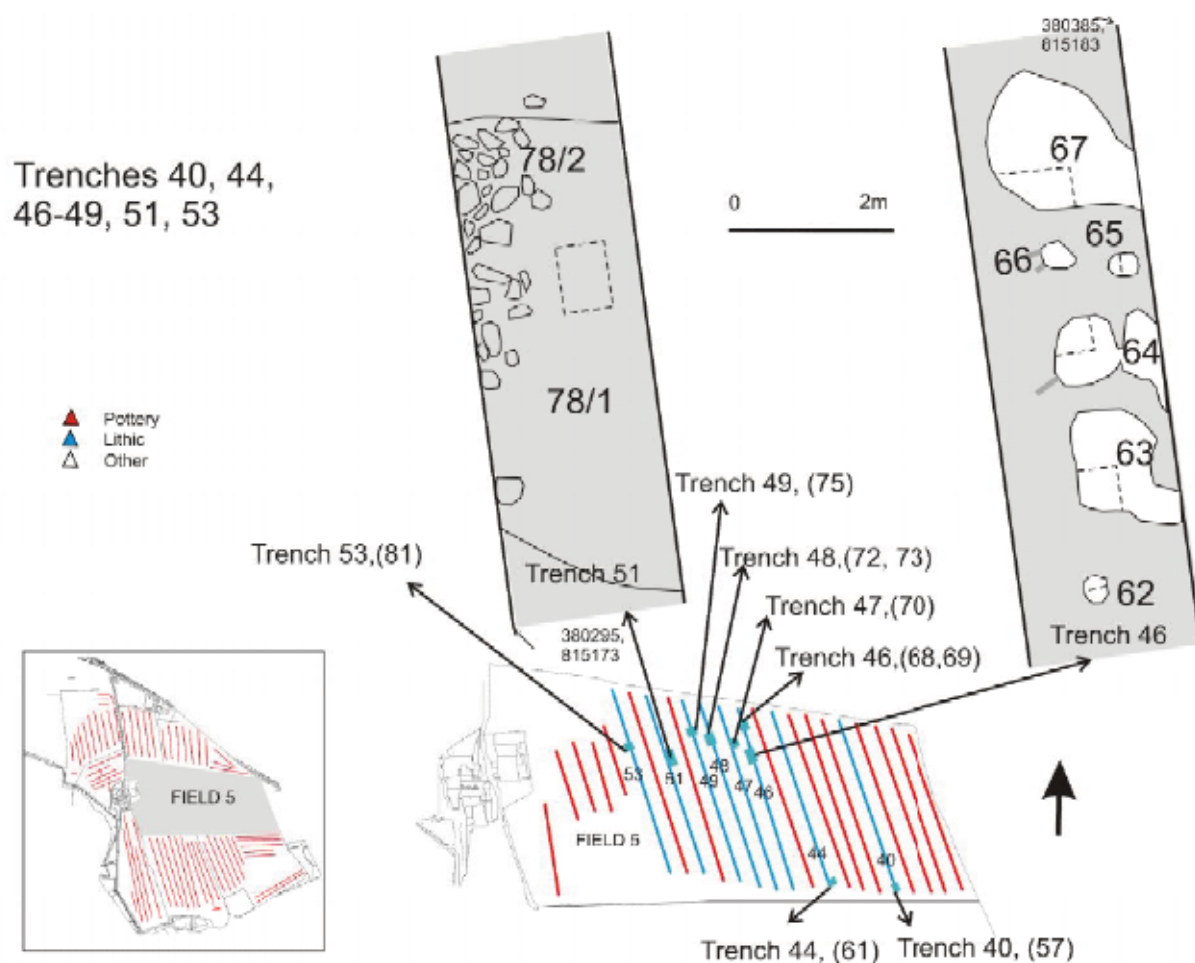 380385,
815183
78/2
67
Trenches 40, 44,
46-49, 51, 53
0 2m
65
66
64
78/1
Pottery
Lithic
Other
63
Trench 49, (75)
Trench 53,(81)
Trench 51
Trench 48,(72, 73)
62
Trench 47,(70)
Trench 46
380295,
815173
Trench 46,(68,69)
53
51
49
48
47
46
FIELD 5
FIELD 5
44
40
Trench 44, (61)
Trench 40, (57)